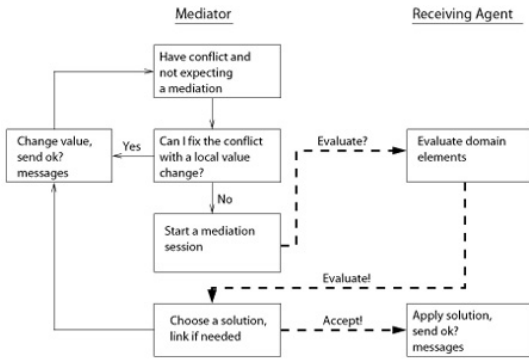 Mediator
Receiving Agent
Have conflict and
not expecting
a mediation
Change value,
send ok?
messages
Yes
Can I fix the conflict
with a local value
change?
Evaluate?
Evaluate domain
elements
No
Start a mediation
session
Evaluate!
Choose a solution,
link if needed
Accept!
Apply solution,
send ok?
messages